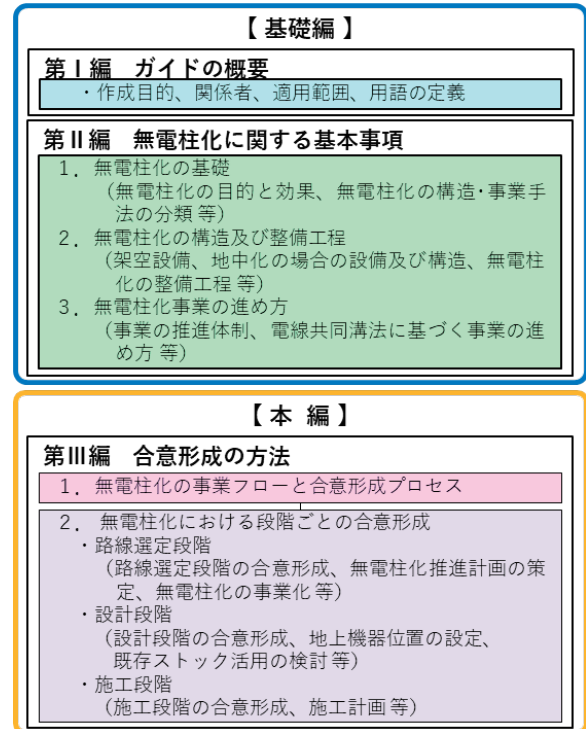 【 基礎編 】
第Ⅰ編　ガイドの概要
・作成目的、関係者、適用範囲、用語の定義
第Ⅱ編　無電柱化に関する基本事項
１．無電柱化の基礎
（無電柱化の目的と効果、無電柱化の構造･事業手
法の分類 等）
２．無電柱化の構造及び整備工程
（架空設備、地中化の場合の設備及び構造、無電柱
化の整備工程 等）
３．無電柱化事業の進め方
（事業の推進体制、電線共同溝法に基づく事業の進
め方 等）
【 本 編 】
第Ⅲ編　合意形成の方法
１．無電柱化の事業フローと合意形成プロセス
２．無電柱化における段階ごとの合意形成
・路線選定段階
（路線選定段階の合意形成、無電柱化推進計画の策
定、無電柱化の事業化 等）
・設計段階
（設計段階の合意形成、地上機器位置の設定、
既存ストック活用の検討 等）
・施工段階
（施工段階の合意形成、施工計画 等）